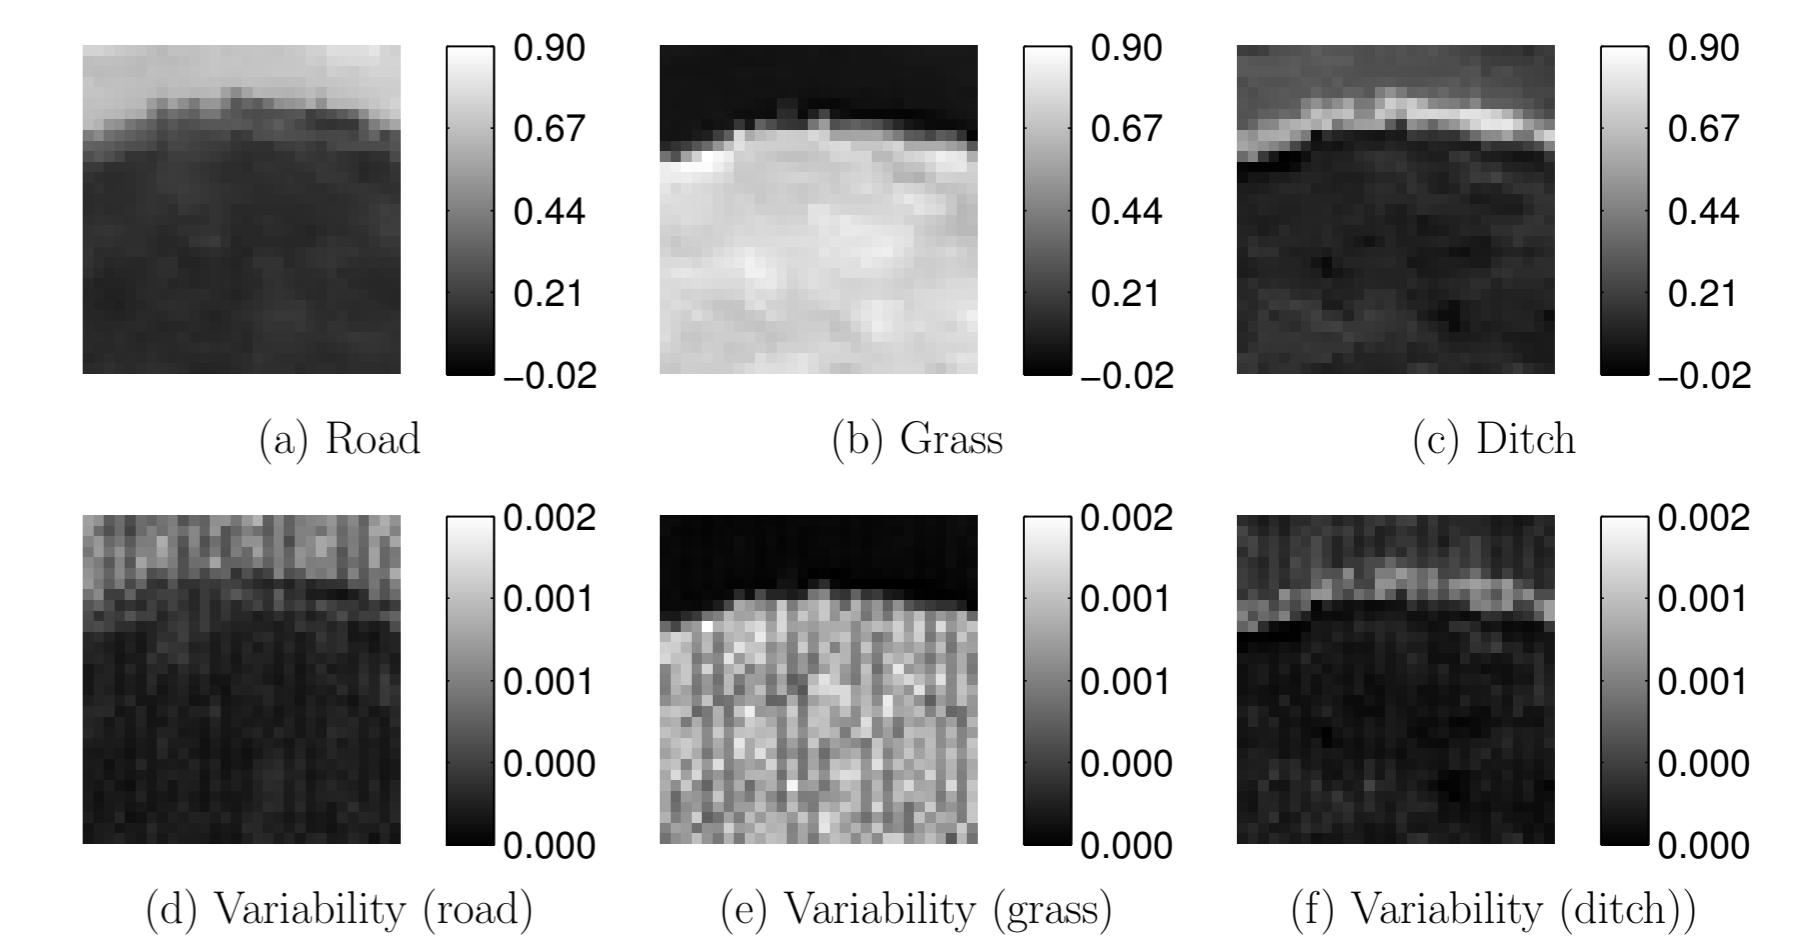 0.90 0.90 0.90
0.67 0.67 0.67
0.44 0.44 0.44
0.21 0.21 0.21
−0.02 −0.02 −0.02
(a) Road (b) Grass (c) Ditch
0.002 0.002 0.002
0.001 0.001 0.001
0.001 0.001 0.001
0.000 0.000 0.000
0.000 0.000 0.000
(d) Variability (road) (e) Variability (grass) (f) Variability (ditch))